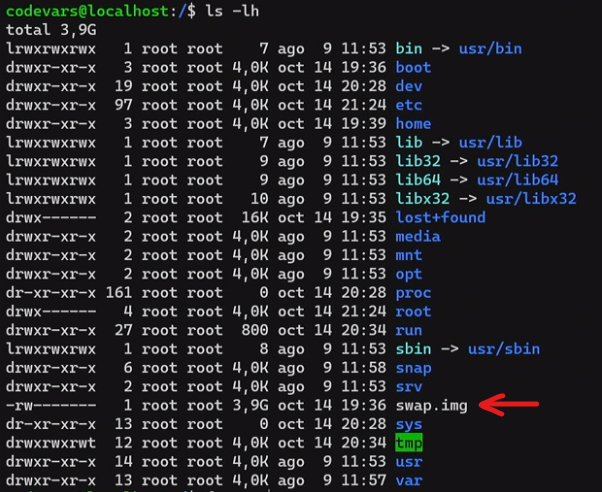 codevars@localhost:/$ ls -lh
total 3,9G
lrwxrwxrwx   1 root root    7 ago  9 11:53 bin -> usr/bin
drwxr-xr-x   3 root root 4,0K oct 14 19:36 boot
drwxr-xr-x  19 root root 4,0K oct 14 20:28 dev
drwxr-xr-x  97 root root 4,0K oct 14 21:24 etc
drwxr-xr-x   3 root root 4,0K oct 14 19:39 home
lrwxrwxrwx   1 root root    7 ago  9 11:53 lib -> usr/lib
lrwxrwxrwx   1 root root    9 ago  9 11:53 lib32 -> usr/lib32
lrwxrwxrwx   1 root root    9 ago  9 11:53 lib64 -> usr/lib64
lrwxrwxrwx   1 root root   10 ago  9 11:53 libx32 -> usr/libx32
drwx------   2 root root  16K oct 14 19:35 lost+found
drwxr-xr-x   2 root root 4,0K ago  9 11:53 media
drwxr-xr-x   2 root root 4,0K ago  9 11:53 mnt
drwxr-xr-x   2 root root 4,0K ago  9 11:53 opt
dr-xr-xr-x 161 root root    0 oct 14 20:28 proc
drwx------   4 root root 4,0K oct 14 21:24 root
drwxr-xr-x  27 root root  800 oct 14 20:34 run
lrwxrwxrwx   1 root root    8 ago  9 11:53 sbin -> usr/sbin
drwxr-xr-x   6 root root 4,0K ago  9 11:58 snap
drwxr-xr-x   2 root root 4,0K ago  9 11:53 srv
-rw-------   1 root root 3,9G oct 14 19:36 swap.img
dr-xr-xr-x  13 root root    0 oct 14 20:28 sys
drwxrwxrwt  12 root root 4,0K oct 14 20:34 tmp
drwxr-xr-x  14 root root 4,0K ago  9 11:53 usr
drwxr-xr-x  13 root root 4,0K ago  9 11:57 var